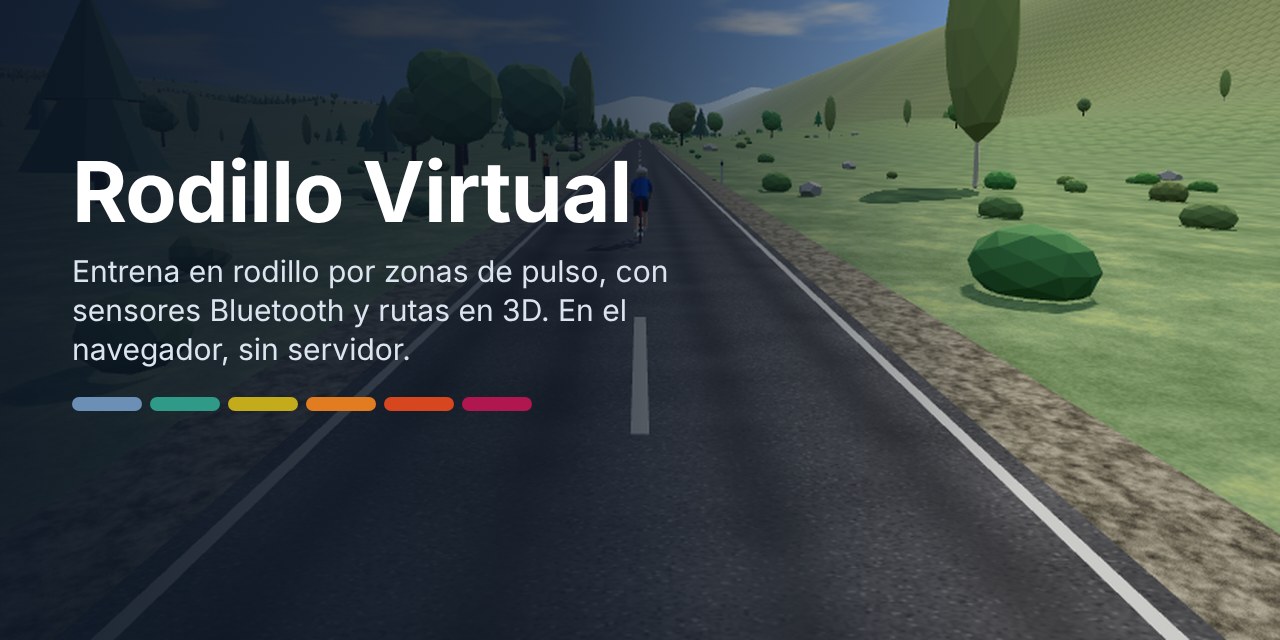 Rodillo Virtual
Entrena en rodillo por zonas de pulso, con
sensores Bluetooth y rutas en 3D. En el
navegador, sin servidor.